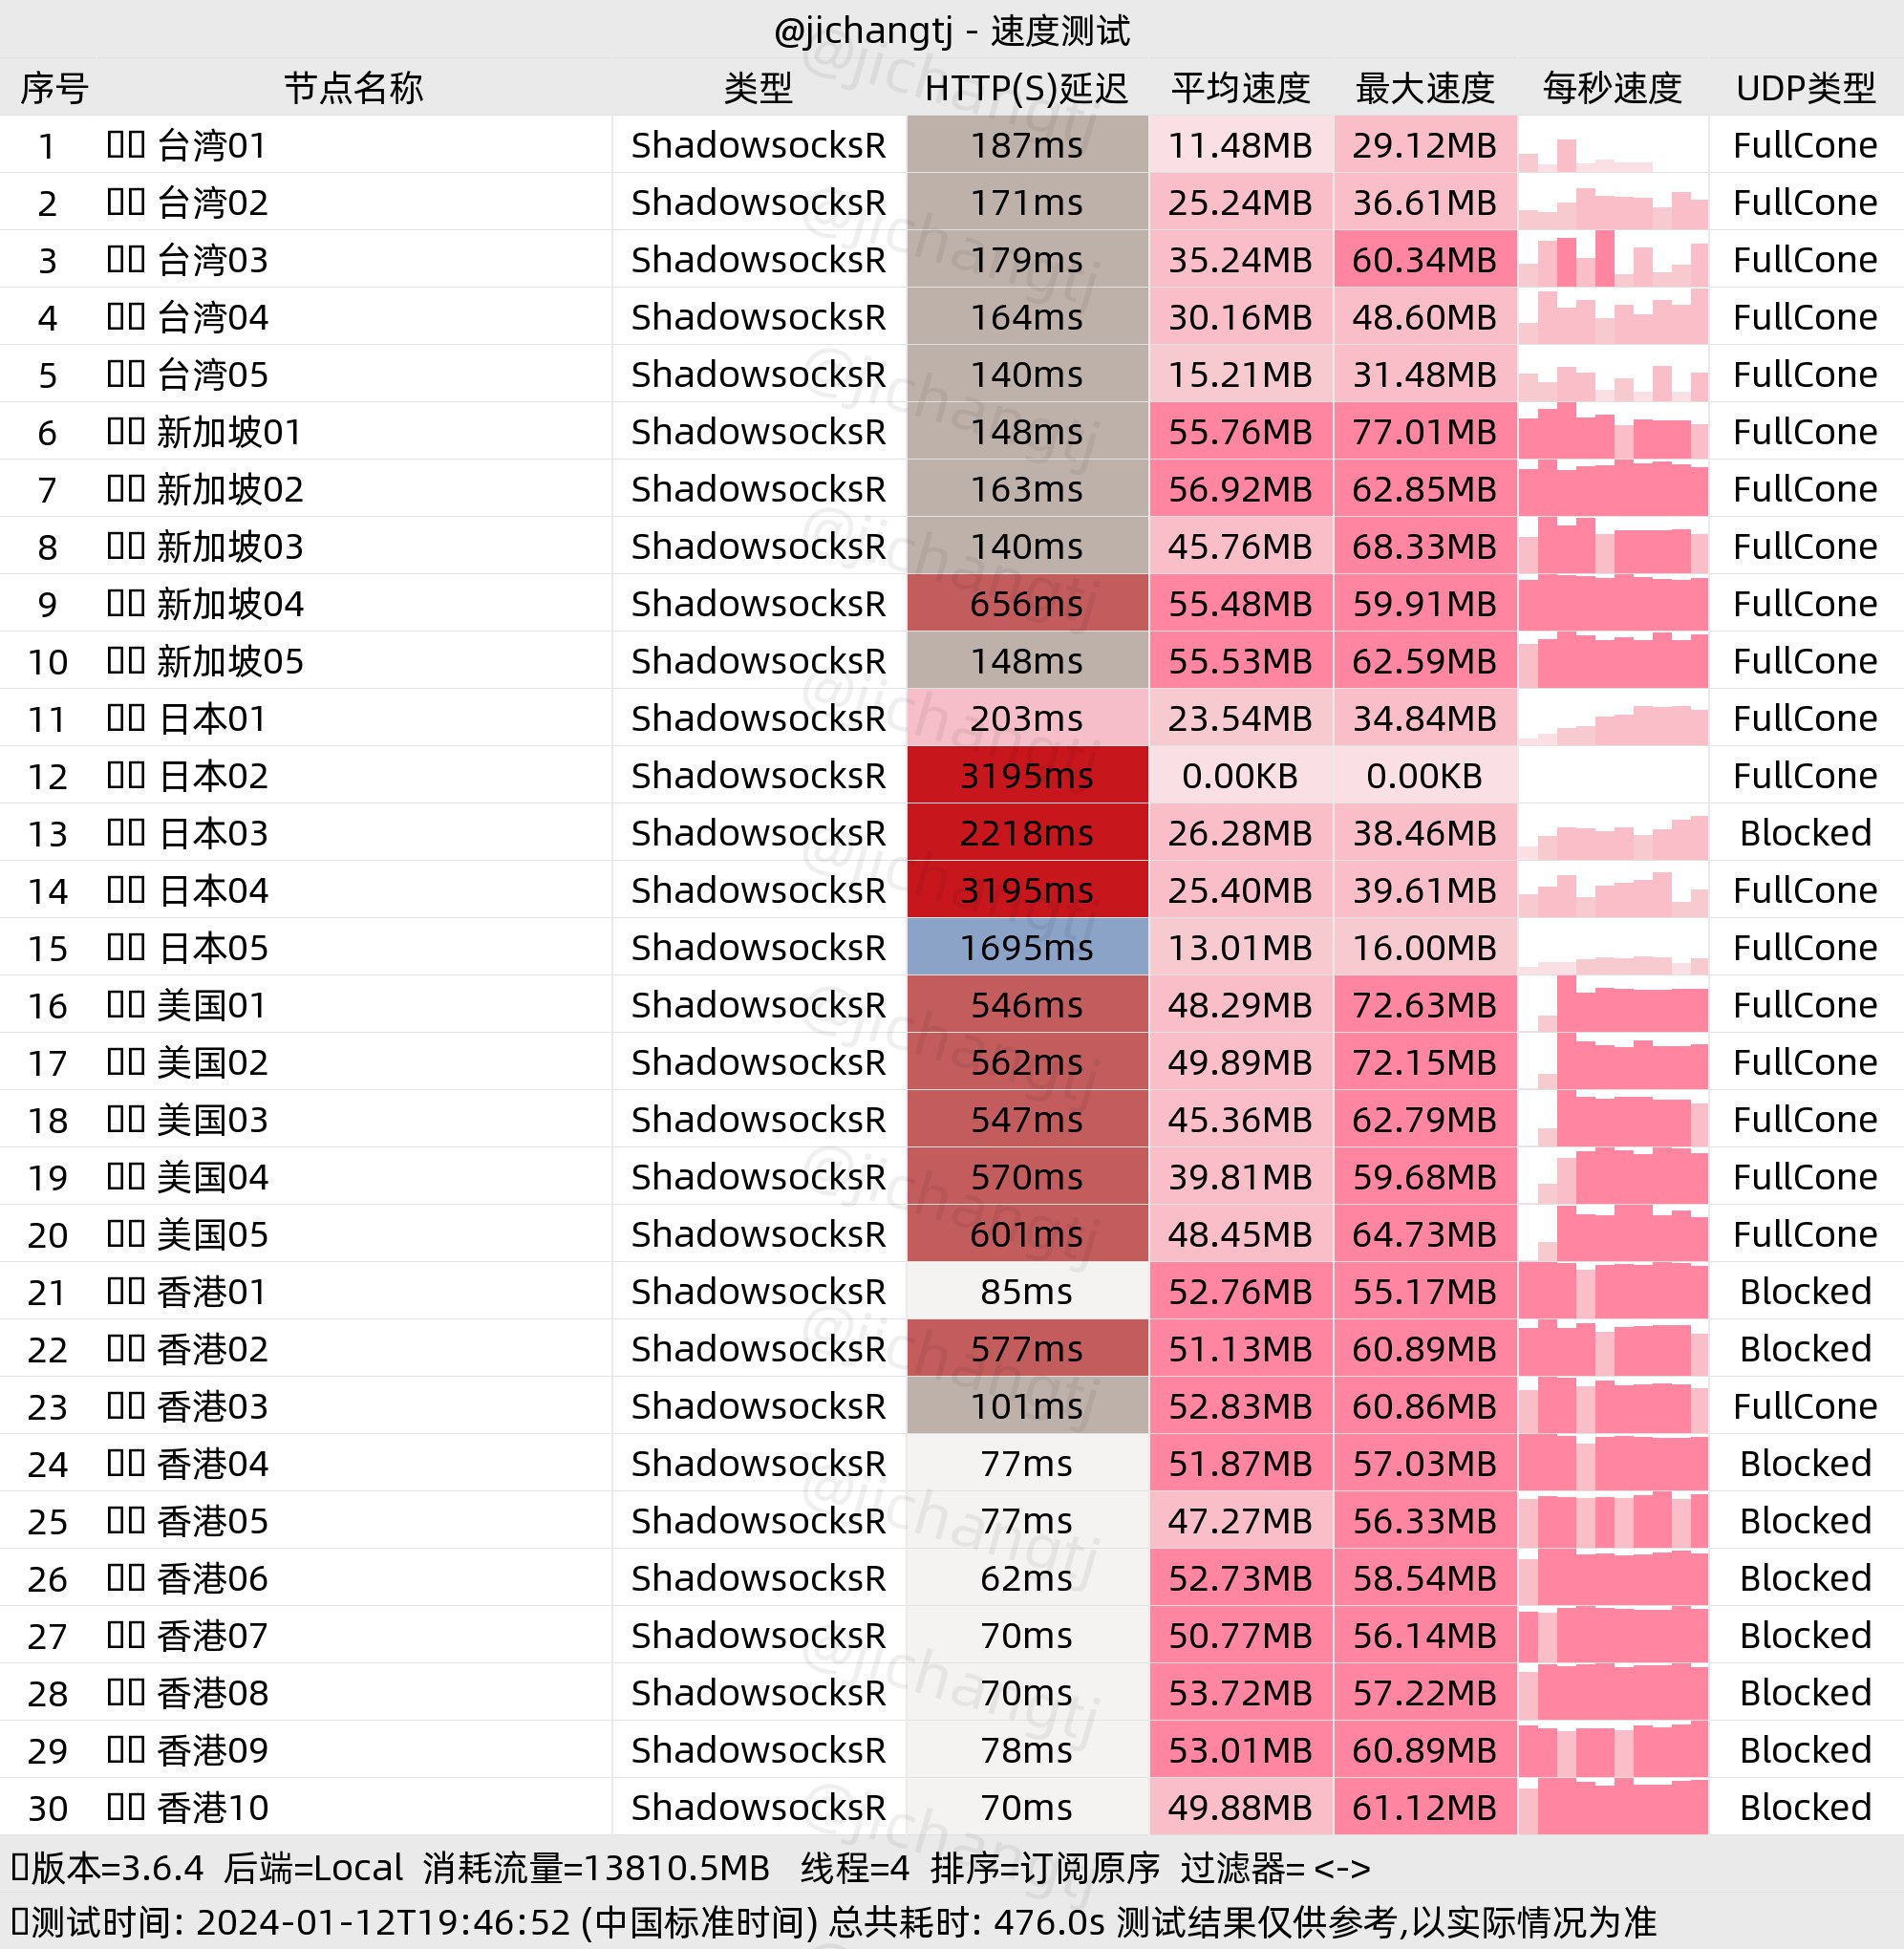 @jichangtj - 速度测试
序号 节点名称 类型 HTTP(S)延迟 平均速度 最大速度 每秒速度 UDP类型
1 台湾01 ShadowsocksR 187ms 11.48MB 29.12MB FullCone
2 台湾02 ShadowsocksR 171ms 25.24MB 36.61MB FullCone
3 台湾03 ShadowsocksR 179ms 35.24MB 60.34MB FullCone
4 台湾04 ShadowsocksR 164ms 30.16MB 48.60MB FullCone
5 台湾05 ShadowsocksR 140ms 15.21MB 31.48MB FullCone
6 新加坡01 ShadowsocksR 148ms 55.76MB 77.01MB FullCone
7 新加坡02 ShadowsocksR 163ms 56.92MB 62.85MB FullCone
8 新加坡03 ShadowsocksR 140ms 45.76MB 68.33MB FullCone
9 新加坡04 ShadowsocksR 656ms 55.48MB 59.91MB FullCone
10 新加坡05 ShadowsocksR 148ms 55.53MB 62.59MB FullCone
11 日本01 ShadowsocksR 203ms 23.54MB 34.84MB FullCone
12 日本02 ShadowsocksR 3195ms 0.00KB 0.00KB FullCone
13 日本03 ShadowsocksR 2218ms 26.28MB 38.46MB Blocked
14 日本04 ShadowsocksR 3195ms 25.40MB 39.61MB FullCone
15 日本05 ShadowsocksR 1695ms 13.01MB 16.00MB FullCone
16 美国01 ShadowsocksR 546ms 48.29MB 72.63MB FullCone
17 美国02 ShadowsocksR 562ms 49.89MB 72.15MB FullCone
18 美国03 ShadowsocksR 547ms 45.36MB 62.79MB FullCone
19 美国04 ShadowsocksR 570ms 39.81MB 59.68MB FullCone
20 美国05 ShadowsocksR 601ms 48.45MB 64.73MB FullCone
21 香港01 ShadowsocksR 85ms 52.76MB 55.17MB Blocked
22 香港02 ShadowsocksR 577ms 51.13MB 60.89MB Blocked
23 香港03 ShadowsocksR 101ms 52.83MB 60.86MB FullCone
24 香港04 ShadowsocksR 77ms 51.87MB 57.03MB Blocked
25 香港05 ShadowsocksR 77ms 47.27MB 56.33MB Blocked
26 香港06 ShadowsocksR 62ms 52.73MB 58.54MB Blocked
27 香港07 ShadowsocksR 70ms 50.77MB 56.14MB Blocked
28 香港08 ShadowsocksR 70ms 53.72MB 57.22MB Blocked
29 香港09 ShadowsocksR 78ms 53.01MB 60.89MB Blocked
30 香港10 ShadowsocksR 70ms 49.88MB 61.12MB Blocked
版本=3.6.4 后端=Local 消耗流量=13810.5MB 线程=4 排序=订阅原序 过滤器= <->
测试时间: 2024-01-12T19:46:52 (中国标准时间) 总共耗时: 476.0s 测试结果仅供参考,以实际情况为准